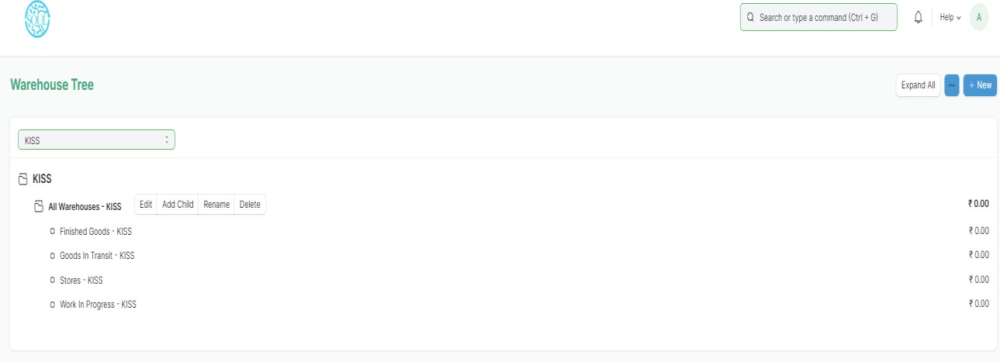 SOUL
Search or type a command (Ctrl + G)
Help
A
Warehouse Tree
Expand All
...
+ New
KISS
KISS
All Warehouses - KISS Edit Add Child Rename Delete ₹ 0.00
Finished Goods - KISS ₹ 0.00
Goods In Transit - KISS ₹ 0.00
Stores - KISS ₹ 0.00
Work In Progress - KISS ₹ 0.00